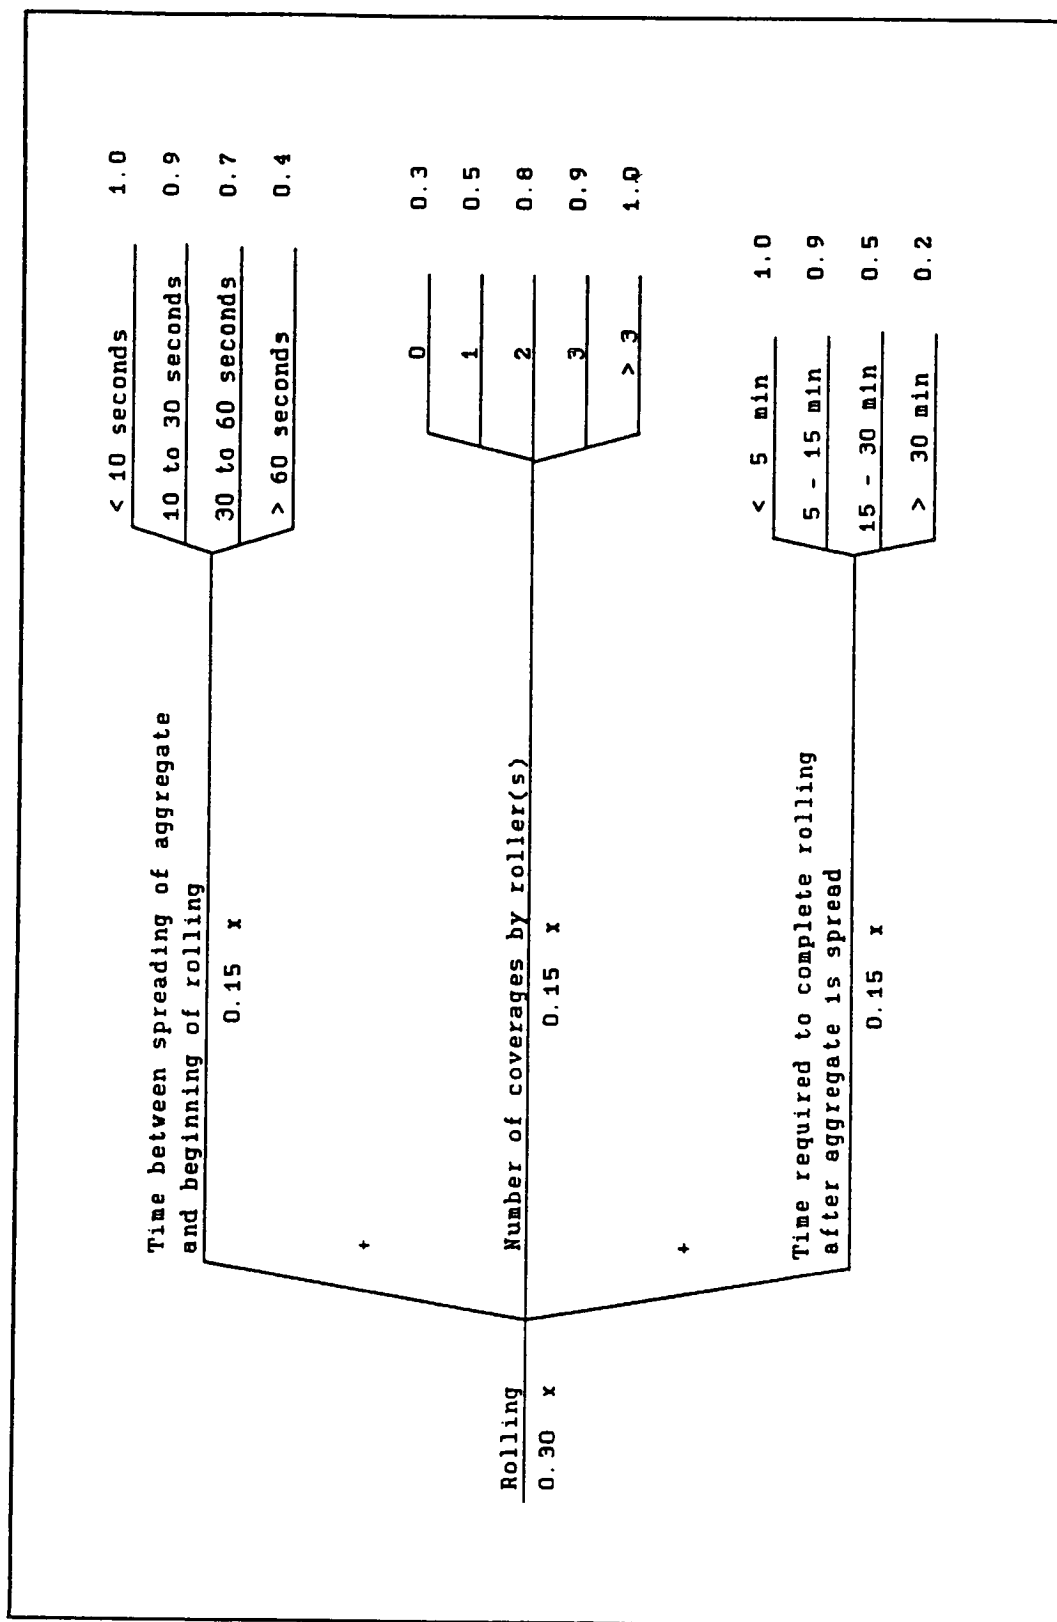 Rolling
0.30 x
Time between spreading of aggregate
and beginning of rolling
0.15 x
< 10 seconds 1.0
10 to 30 seconds 0.9
30 to 60 seconds 0.7
> 60 seconds 0.4
+
Number of coverages by roller(s)
0.15 x
0 0.3
1 0.5
2 0.8
3 0.9
> 3 1.0
+
Time required to complete rolling
after aggregate is spread
0.15 x
< 5 min 1.0
5 - 15 min 0.9
15 - 30 min 0.5
> 30 min 0.2